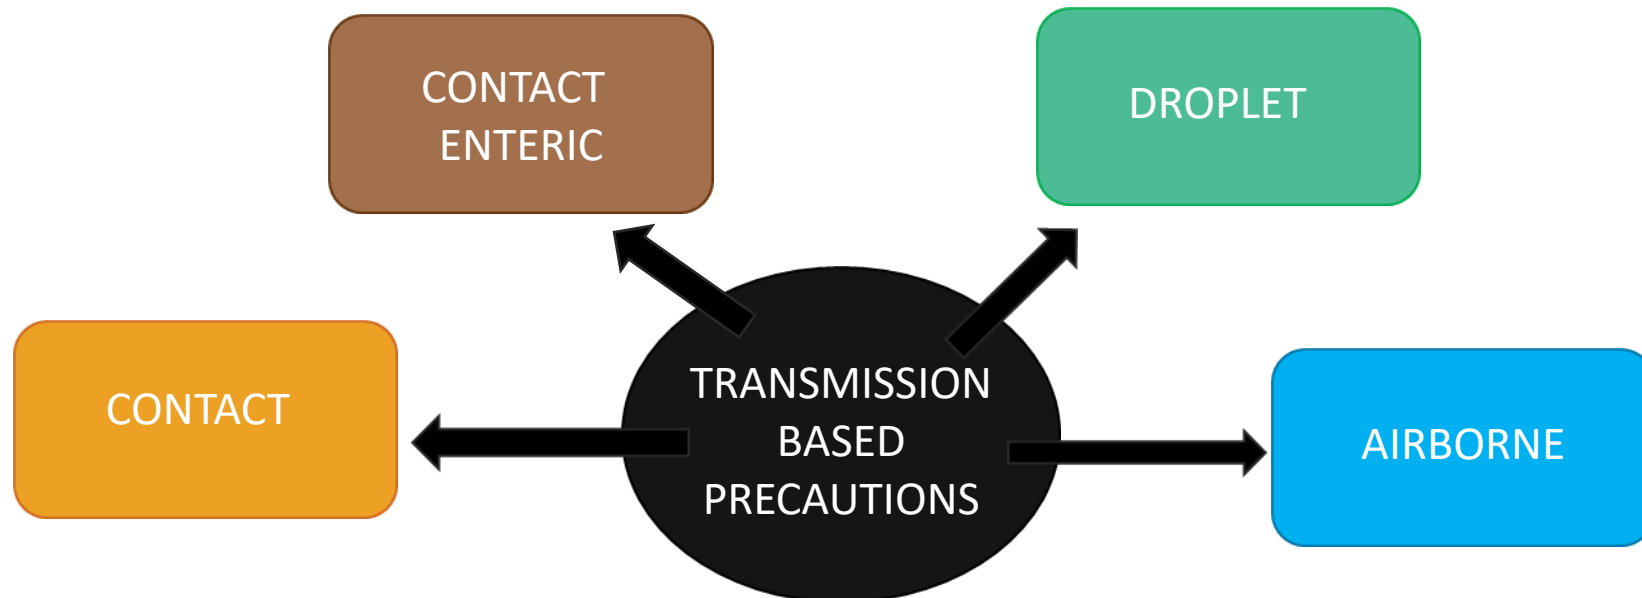 CONTACT
ENTERIC
DROPLET
CONTACT
TRANSMISSION
BASED
PRECAUTIONS
AIRBORNE